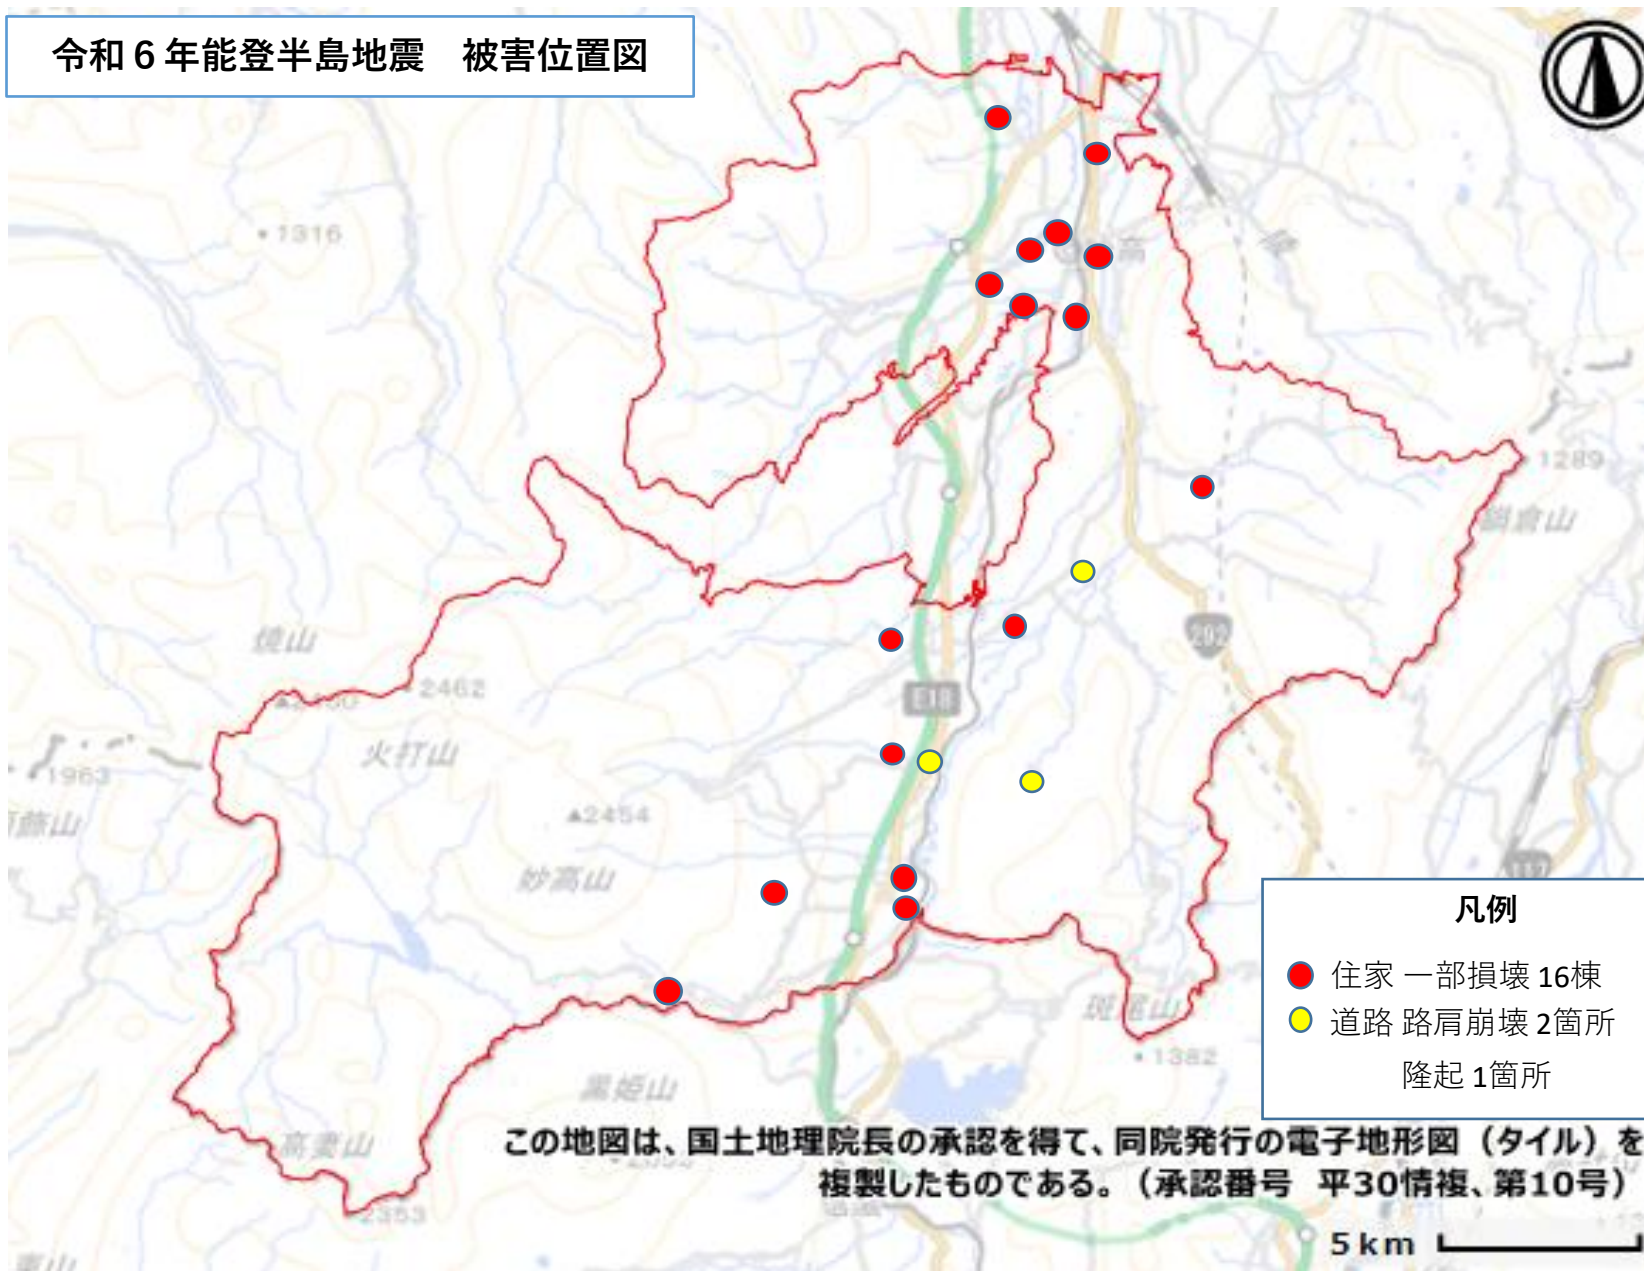 令和６年能登半島地震　被害位置図
1316
高
1289
鍋倉山
焼山
2462
292
E18
火打山
1963
2454
妙高山
凡例
住家 一部損壊 16棟
道路 路肩崩壊 2箇所
隆起 1箇所
斑尾山
1382
黒姫山
高妻山
2353
この地図は、国土地理院長の承認を得て、同院発行の電子地形図（タイル）を
複製したものである。（承認番号 平30情複、第10号）
5 km